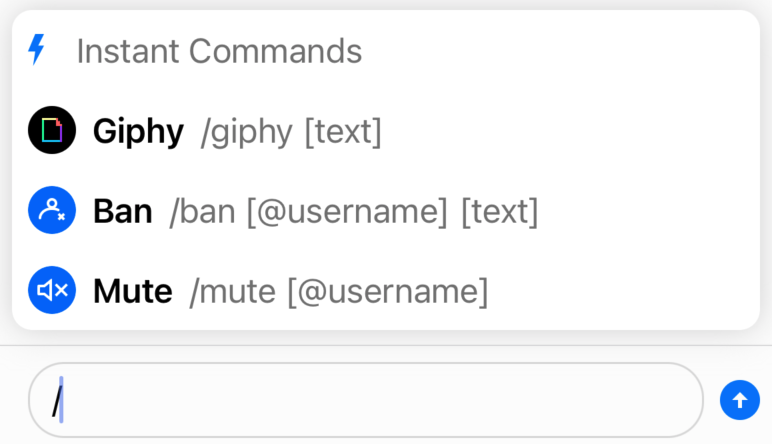 Instant Commands
Giphy /giphy [text]
Ban /ban [@username] [text]
Mute /mute [@username]
/